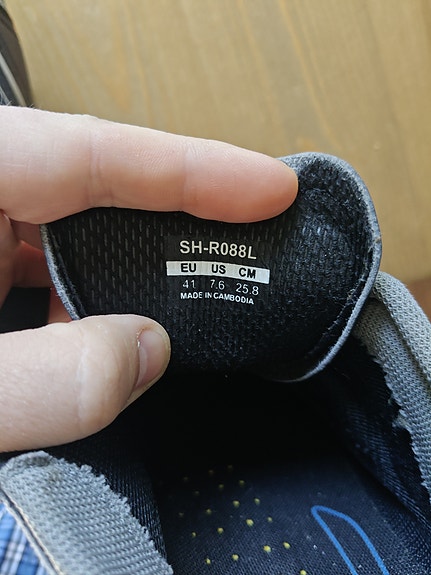 SH-R088L
EU US CM
41 7.6 25.8
MADE IN CAMBODIA